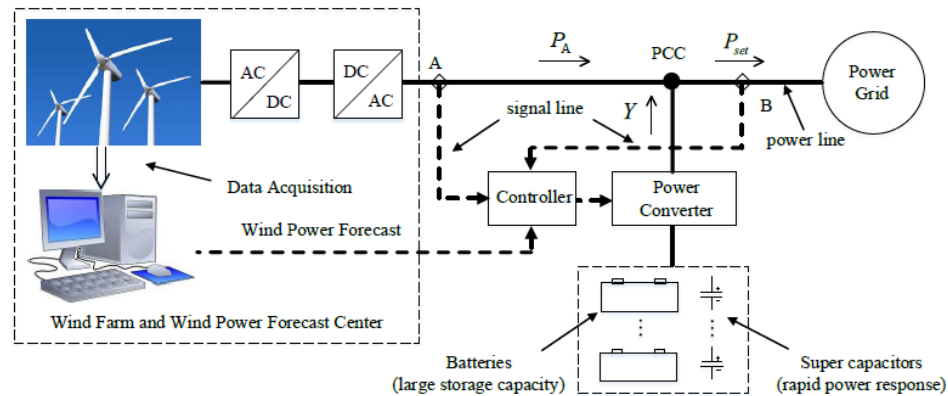 AC
DC
DC
AC
A
P_A
PCC
P_set
B
Power
Grid
signal line
Y
power line
Data Acquisition
Controller
Power
Converter
Wind Power Forecast
Wind Farm and Wind Power Forecast Center
Batteries
(large storage capacity)
Super capacitors
(rapid power response)